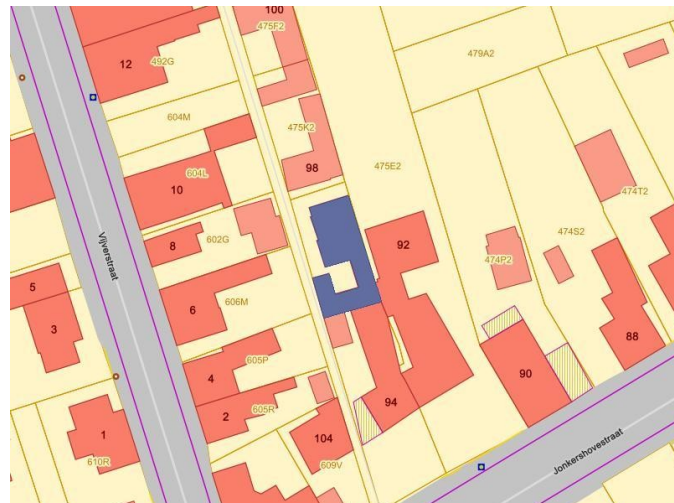 100
475F2
12
492G
479A2
604M
475K2
98
604L
10
475E2
474T2
8
602G
92
474P2
474S2
Vijverstraat
5
3
6
606M
88
4
605P
90
2
605R
94
1
104
610R
609V
Jonkershovestraat